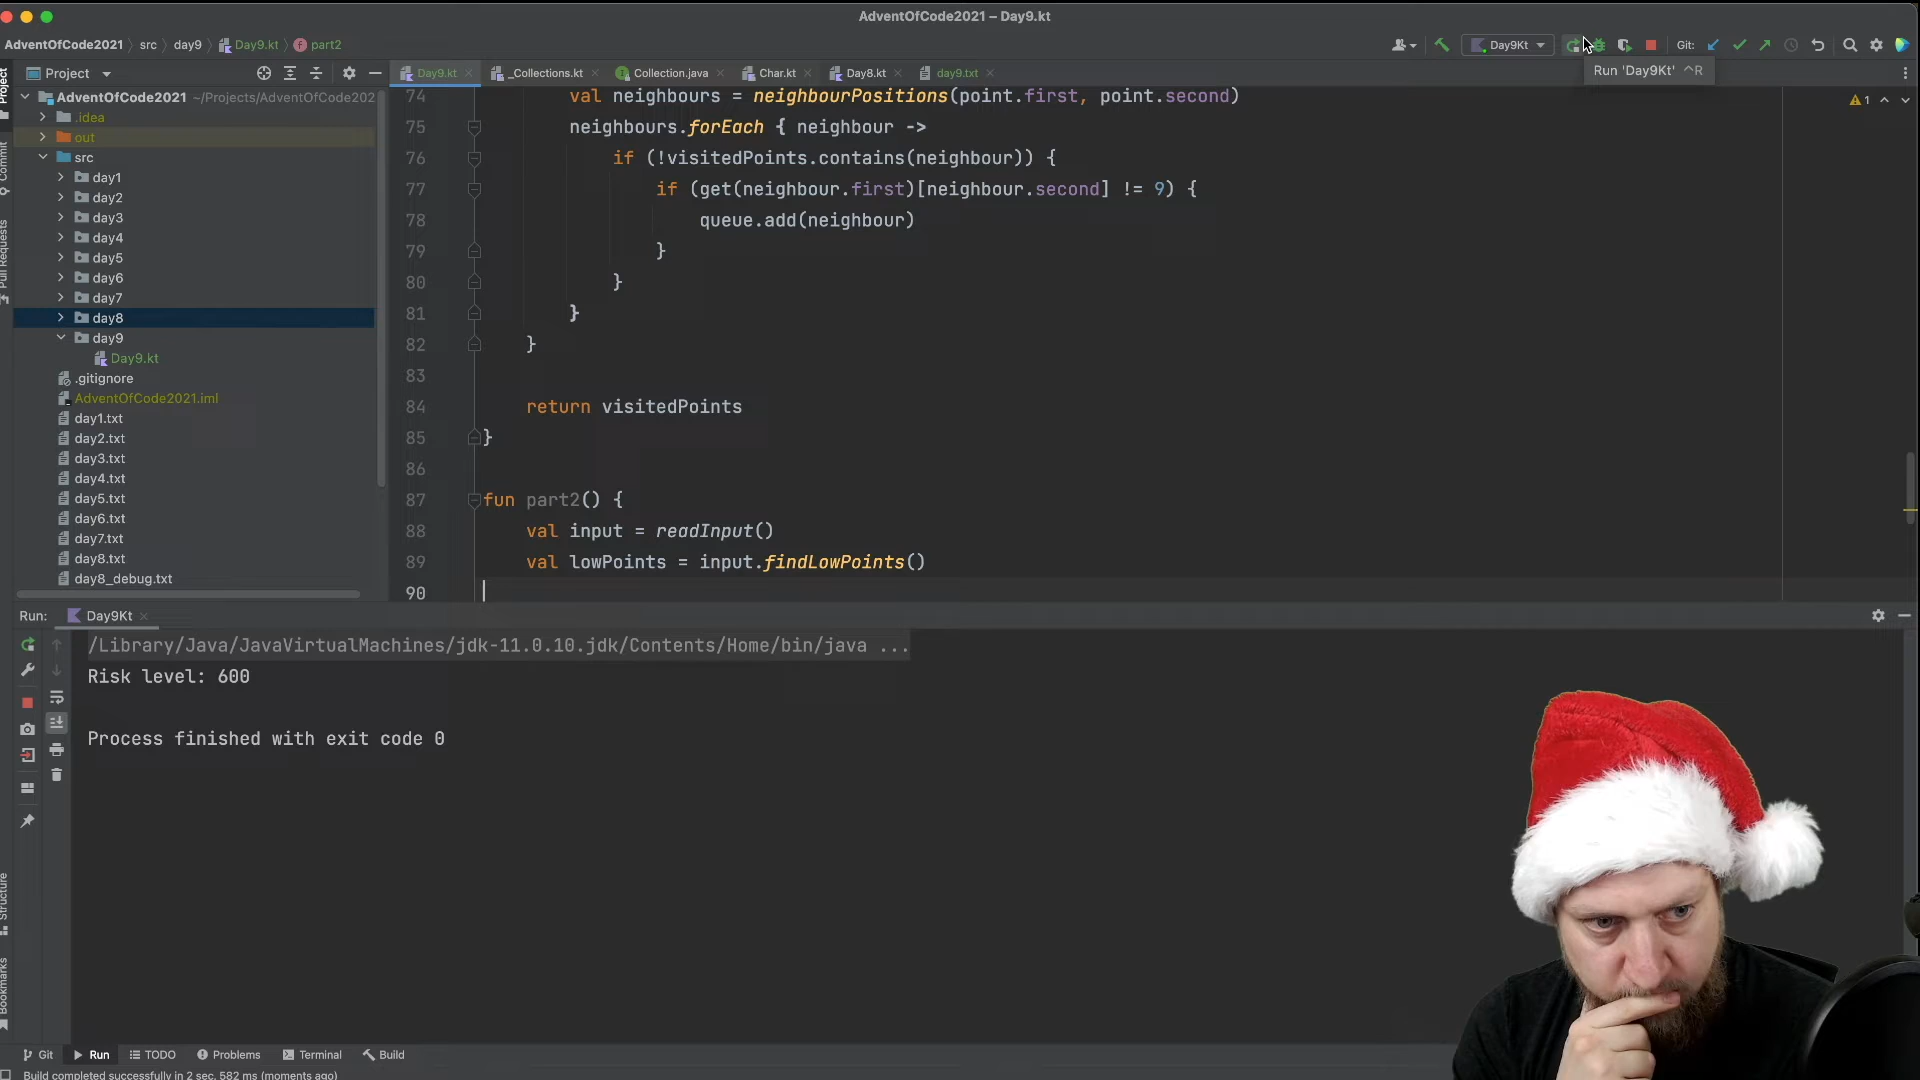 AdventOfCode2021 – Day9.kt
AdventOfCode2021 src day9 Day9.kt part2
Day9Kt Git:
Run 'Day9Kt' ^R
Project
Day9.kt _Collections.kt Collection.java Char.kt Day8.kt day9.txt
AdventOfCode2021 ~/Projects/AdventOfCode202
.idea
out
src
day1
day2
day3
day4
day5
day6
day7
day8
day9
Day9.kt
.gitignore
AdventOfCode2021.iml
day1.txt
day2.txt
day3.txt
day4.txt
day5.txt
day6.txt
day7.txt
day8.txt
day8_debug.txt
Project
Commit
Pull Requests
Structure
Bookmarks
1
74 val neighbours = neighbourPositions(point.first, point.second)
75 neighbours.forEach { neighbour ->
76 if (!visitedPoints.contains(neighbour)) {
77 if (get(neighbour.first)[neighbour.second] != 9) {
78 queue.add(neighbour)
79 }
80 }
81 }
82 }
83
84 return visitedPoints
85 }
86
87 fun part2() {
88 val input = readInput()
89 val lowPoints = input.findLowPoints()
90
Run: Day9Kt
/Library/Java/JavaVirtualMachines/jdk-11.0.10.jdk/Contents/Home/bin/java ...
Risk level: 600
Process finished with exit code 0
Git Run TODO Problems Terminal Build
Build completed successfully in 2 sec, 582 ms (moments ago)